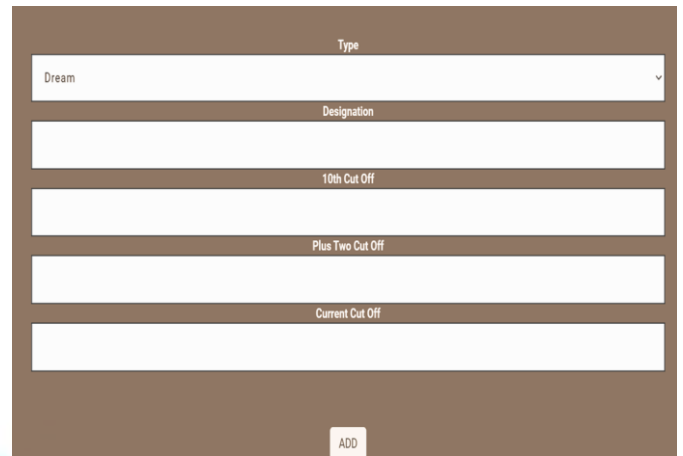 Type
Dream
Designation
10th Cut Off
Plus Two Cut Off
Current Cut Off
ADD